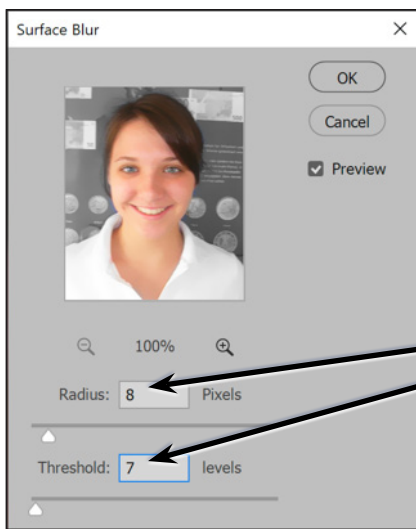 Surface Blur
OK
Cancel
Preview
100%
Radius: 8 Pixels
Threshold: 7 levels